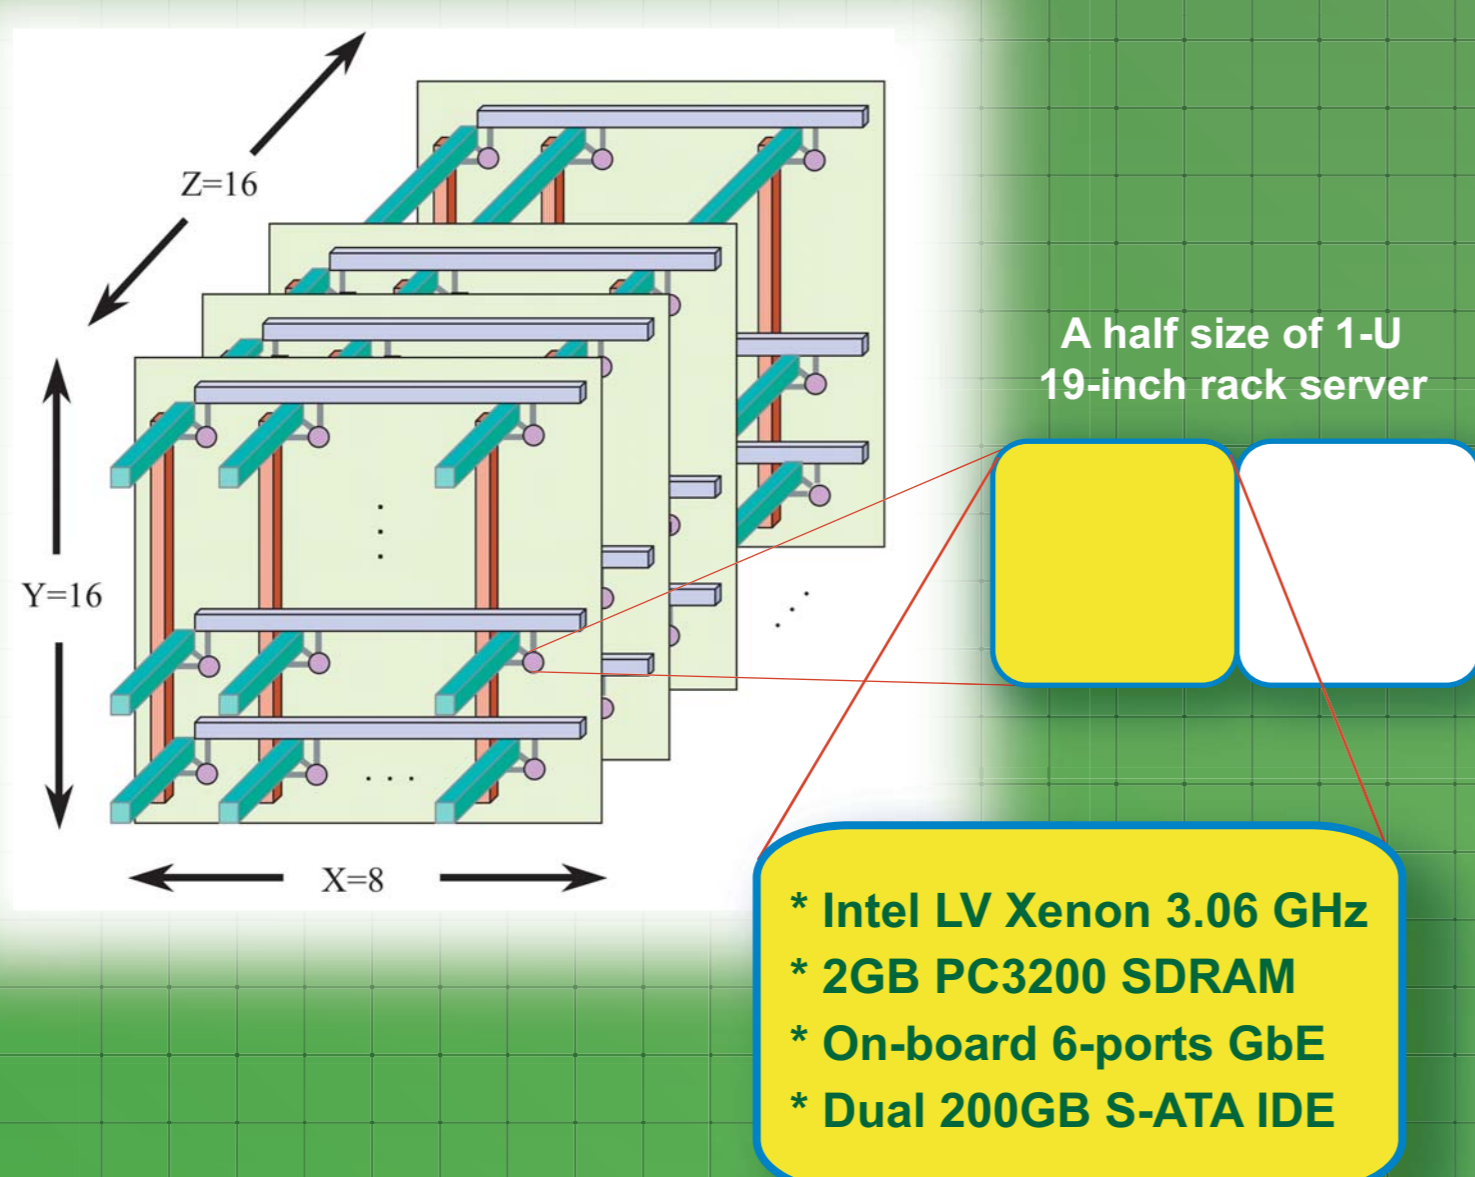 Z=16
Y=16
X=8
A half size of 1-U
19-inch rack server
* Intel LV Xenon 3.06 GHz
* 2GB PC3200 SDRAM
* On-board 6-ports GbE
* Dual 200GB S-ATA IDE